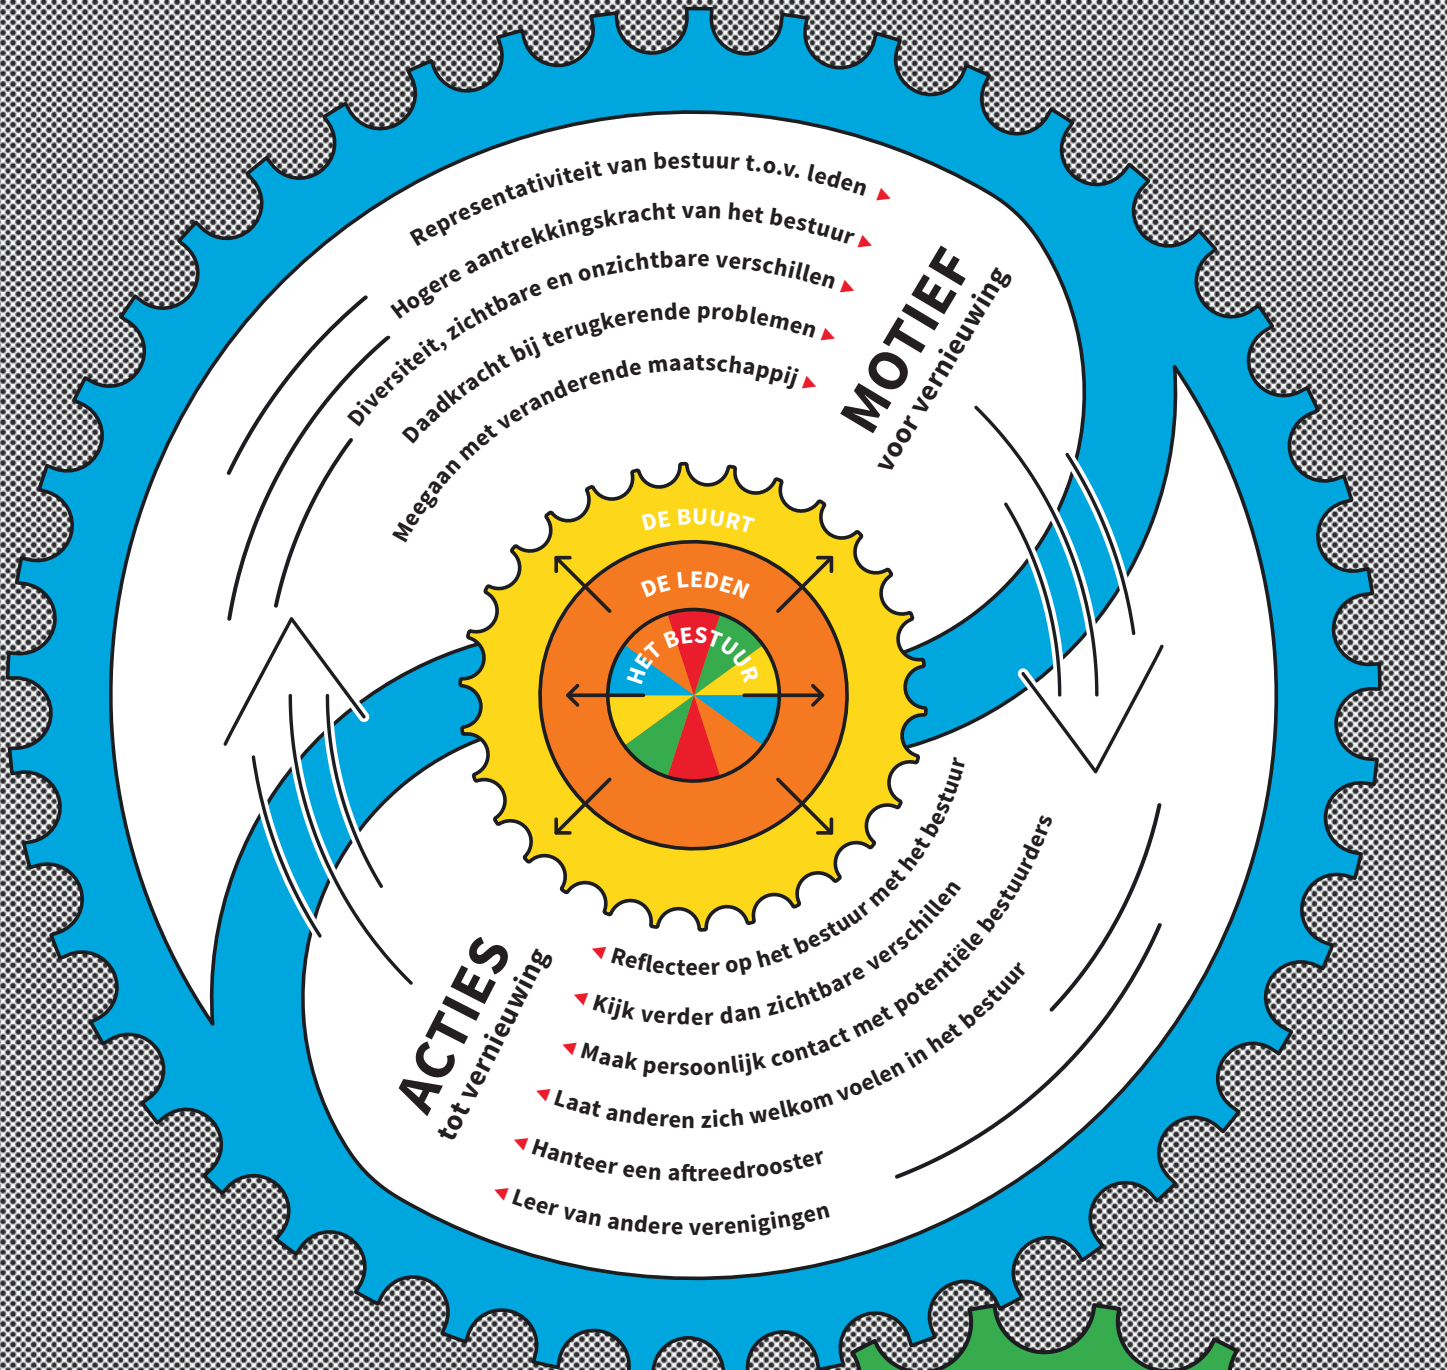 Representativiteit van bestuur t.o.v. leden
Hogere aantrekkingskracht van het bestuur
Diversiteit, zichtbare en onzichtbare verschillen
Daadkracht bij terugkerende problemen
Meegaan met veranderende maatschappij
MOTIEF
voor vernieuwing
DE BUURT
DE LEDEN
HET BESTUUR
ACTIES
tot vernieuwing
Reflecteer op het bestuur met het bestuur
Kijk verder dan zichtbare verschillen
Maak persoonlijk contact met potentiële bestuurders
Laat anderen zich welkom voelen in het bestuur
Hanteer een aftreedrooster
Leer van andere verenigingen